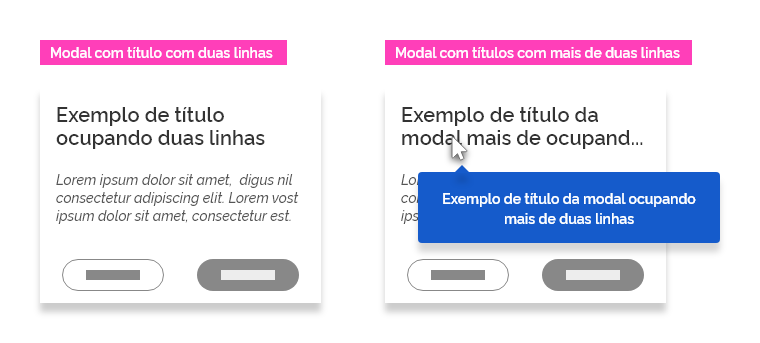 Modal com título com duas linhas
Exemplo de título
ocupando duas linhas
Lorem ipsum dolor sit amet,  digus nil
consectetur adipiscing elit. Lorem vost
ipsum dolor sit amet, consectetur est.
Modal com títulos com mais de duas linhas
Exemplo de título da
modal mais de ocupand...
Exemplo de título da modal ocupando
mais de duas linhas